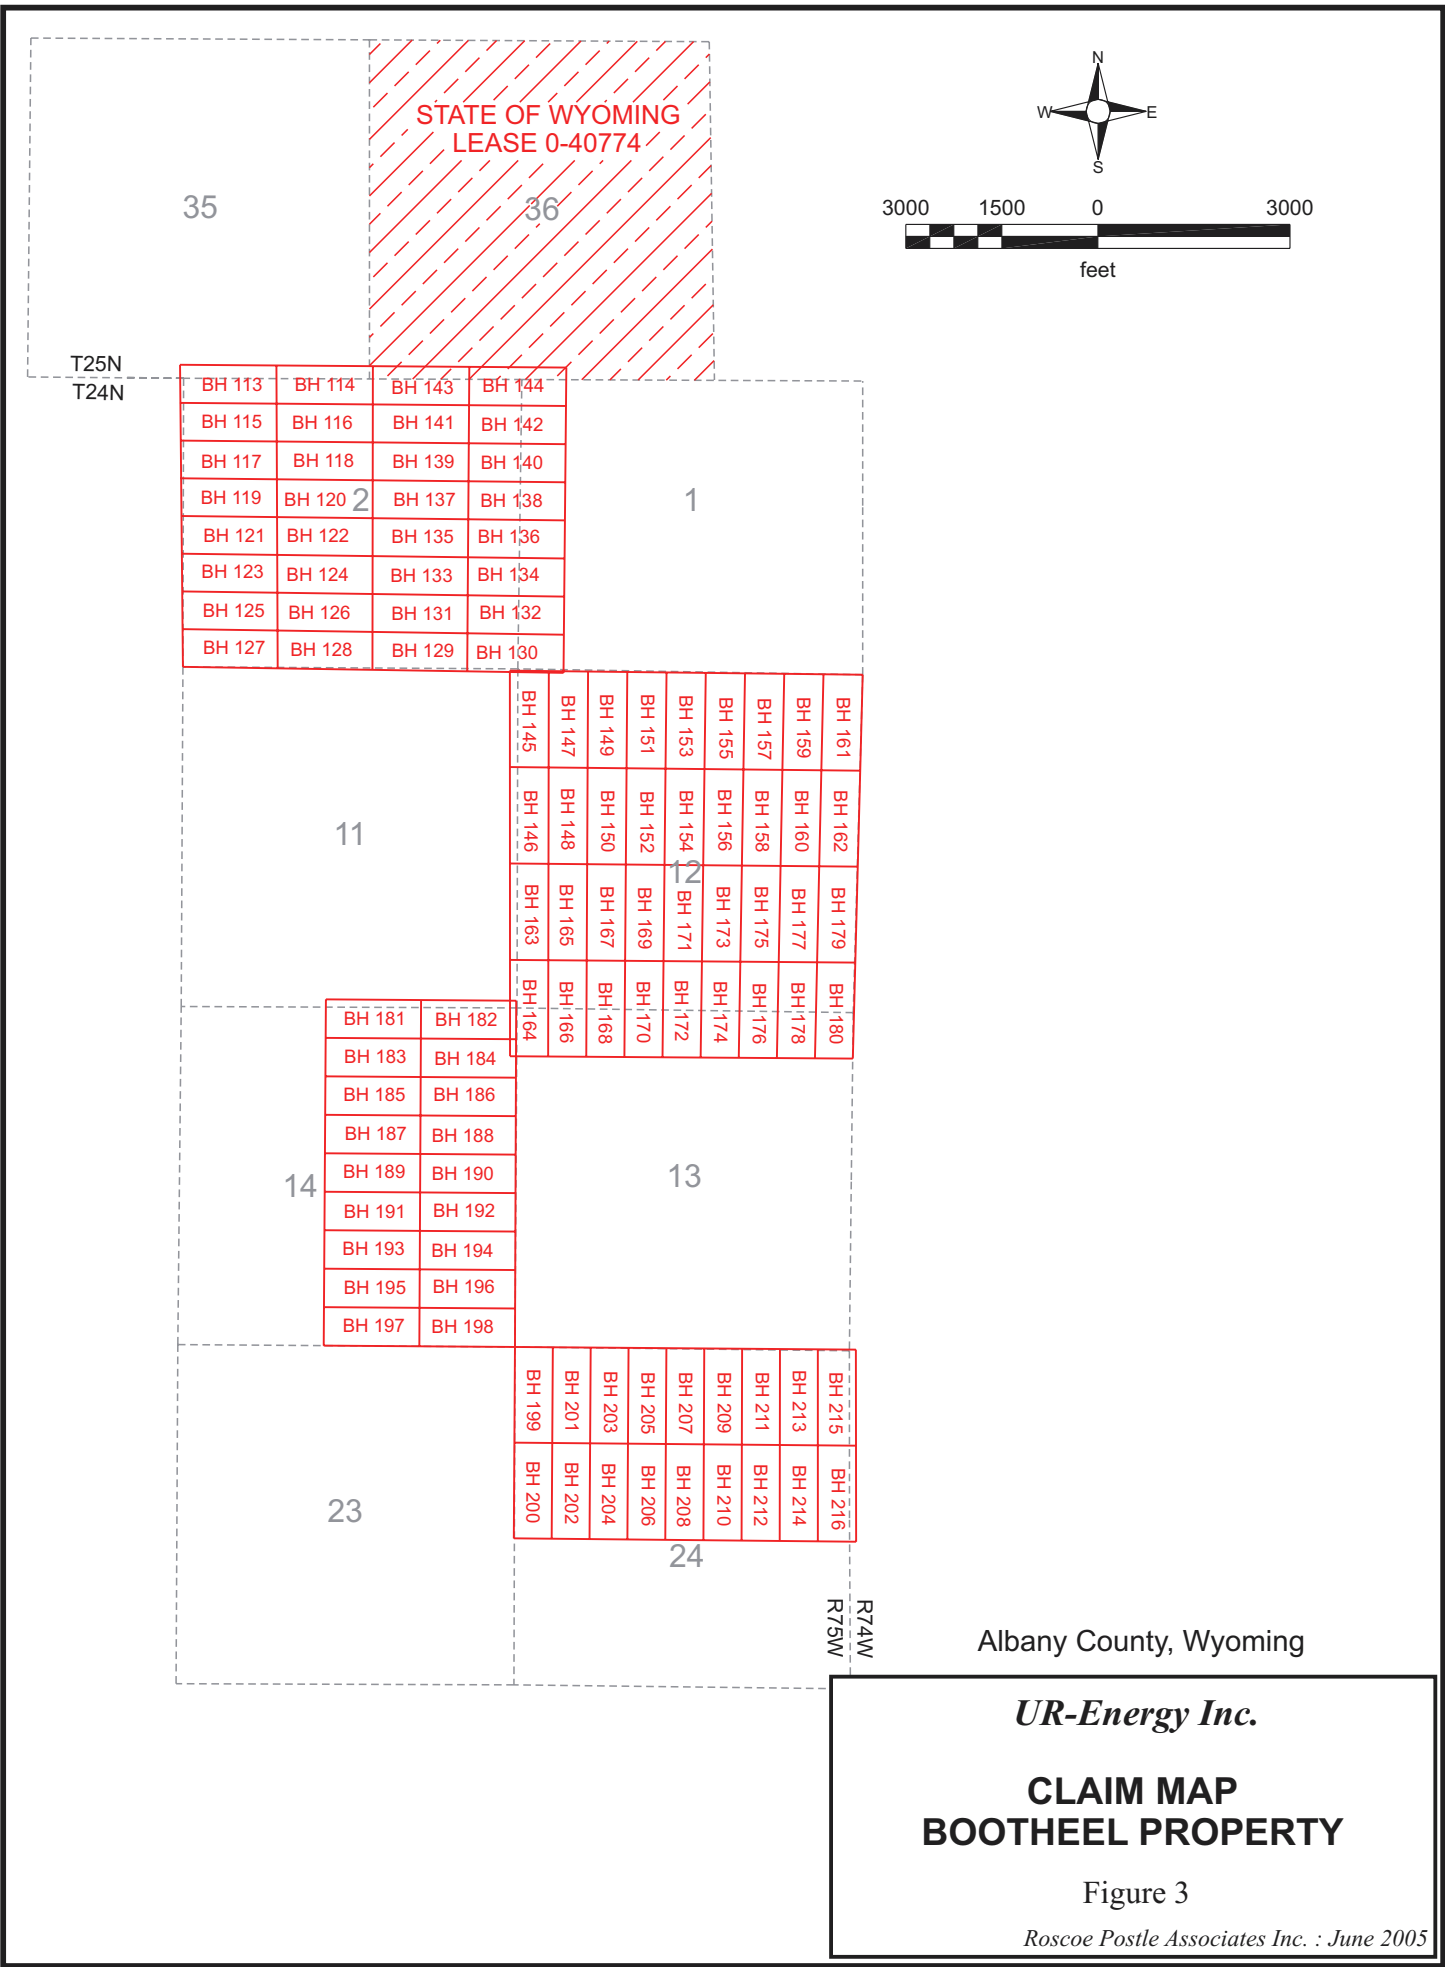 N
W E
S
3000 1500 0 3000
feet
STATE OF WYOMING
LEASE 0-40774
35
36
T25N
T24N
BH 113 BH 114 BH 143 BH 144
BH 115 BH 116 BH 141 BH 142
BH 117 BH 118 BH 139 BH 140
BH 119 BH 120 2 BH 137 BH 138
1
BH 121 BH 122 BH 135 BH 136
BH 123 BH 124 BH 133 BH 134
BH 125 BH 126 BH 131 BH 132
BH 127 BH 128 BH 129 BH 130
BH 145 BH 147 BH 149 BH 151 BH 153 BH 155 BH 157 BH 159 BH 161
11
BH 146 BH 148 BH 150 BH 152 BH 154 BH 156 BH 158 BH 160 BH 162
12
BH 163 BH 165 BH 167 BH 169 BH 171 BH 173 BH 175 BH 177 BH 179
BH 164 BH 166 BH 168 BH 170 BH 172 BH 174 BH 176 BH 178 BH 180
BH 181 BH 182
BH 183 BH 184
BH 185 BH 186
BH 187 BH 188
14
13
BH 189 BH 190
BH 191 BH 192
BH 193 BH 194
BH 195 BH 196
BH 197 BH 198
BH 199 BH 201 BH 203 BH 205 BH 207 BH 209 BH 211 BH 213 BH 215
BH 200 BH 202 BH 204 BH 206 BH 208 BH 210 BH 212 BH 214 BH 216
23
24
R75W
R74W
Albany County, Wyoming
UR-Energy Inc.
CLAIM MAP
BOOTHEEL PROPERTY
Figure 3
Roscoe Postle Associates Inc. : June 2005